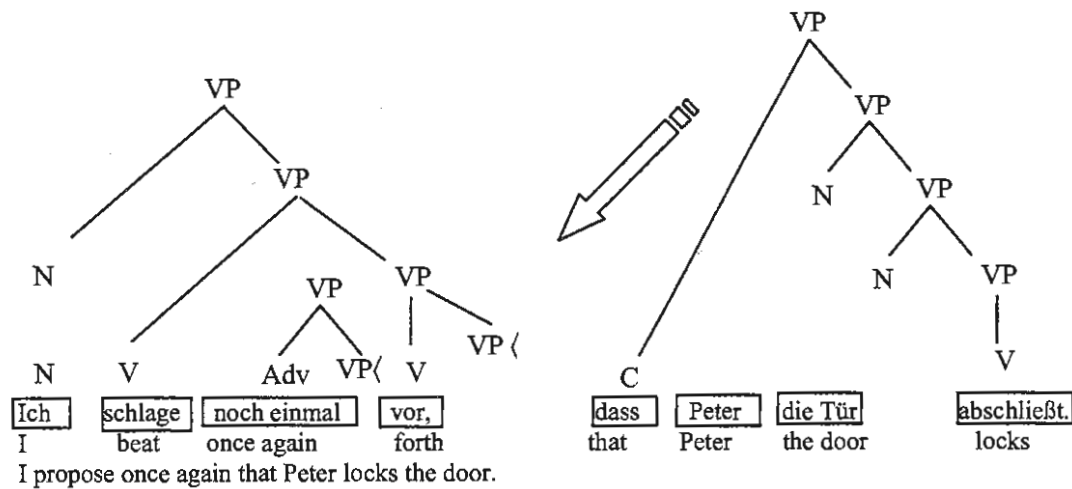 VP
VP
VP
VP
VP
N
VP
N
VP
VP
N
VP
VP ⟨
N V Adv VP⟨ V C V
Ich schlage noch einmal vor, dass Peter die Tür abschließt.
I beat once again forth that Peter the door locks
I propose once again that Peter locks the door.